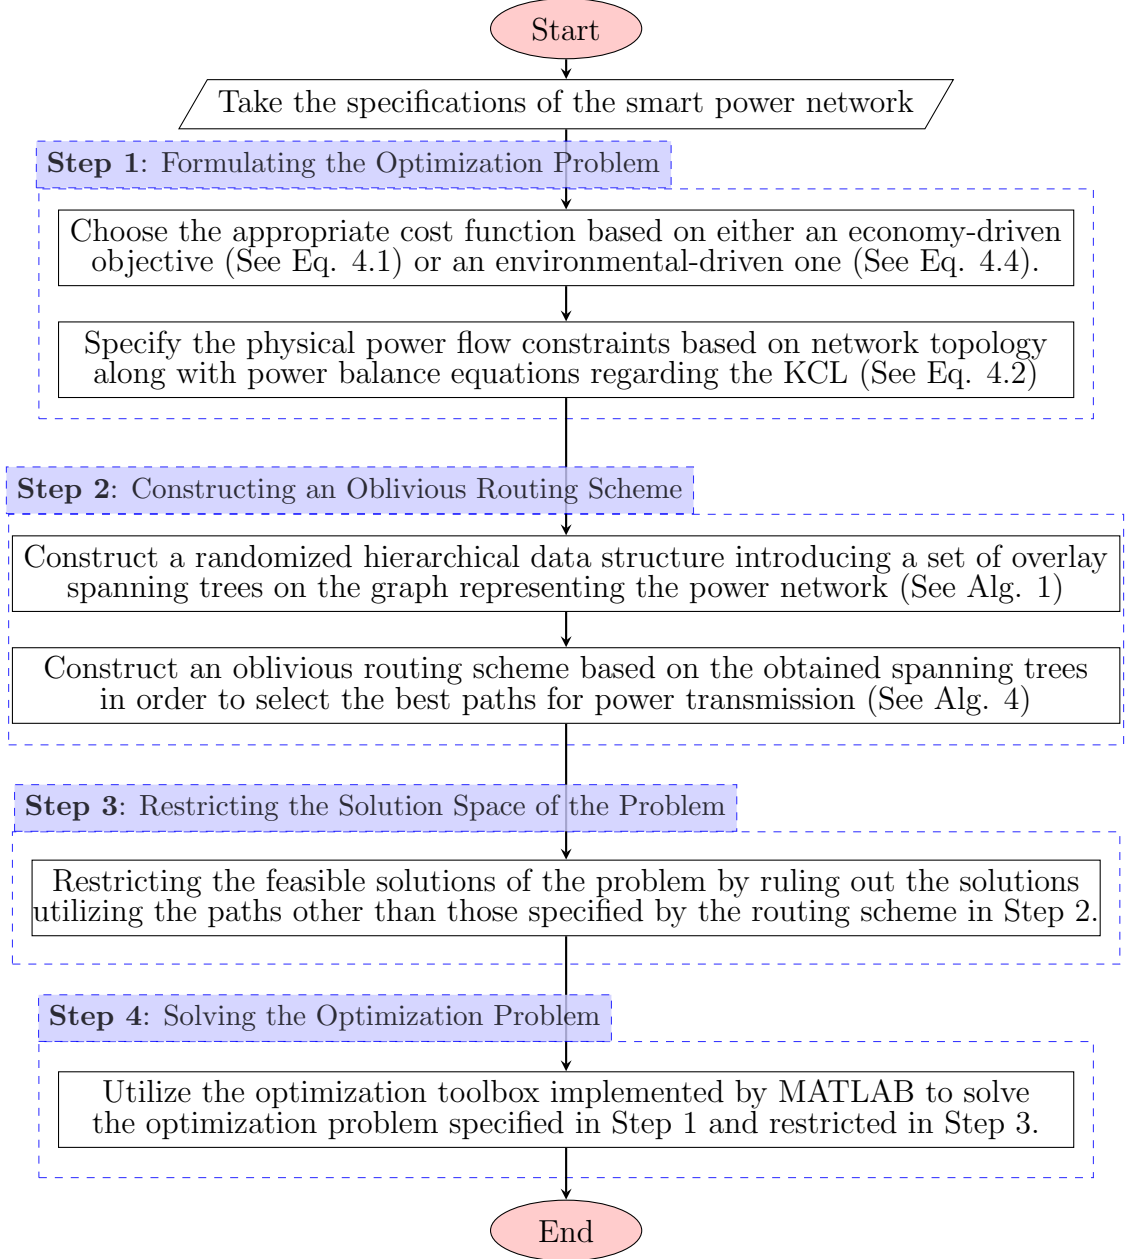 Start
Take the specifications of the smart power network
Step 1: Formulating the Optimization Problem
Choose the appropriate cost function based on either an economy-driven
objective (See Eq. 4.1) or an environmental-driven one (See Eq. 4.4).
Specify the physical power flow constraints based on network topology
along with power balance equations regarding the KCL (See Eq. 4.2)
Step 2: Constructing an Oblivious Routing Scheme
Construct a randomized hierarchical data structure introducing a set of overlay
spanning trees on the graph representing the power network (See Alg. 1)
Construct an oblivious routing scheme based on the obtained spanning trees
in order to select the best paths for power transmission (See Alg. 4)
Step 3: Restricting the Solution Space of the Problem
Restricting the feasible solutions of the problem by ruling out the solutions
utilizing the paths other than those specified by the routing scheme in Step 2.
Step 4: Solving the Optimization Problem
Utilize the optimization toolbox implemented by MATLAB to solve
the optimization problem specified in Step 1 and restricted in Step 3.
End